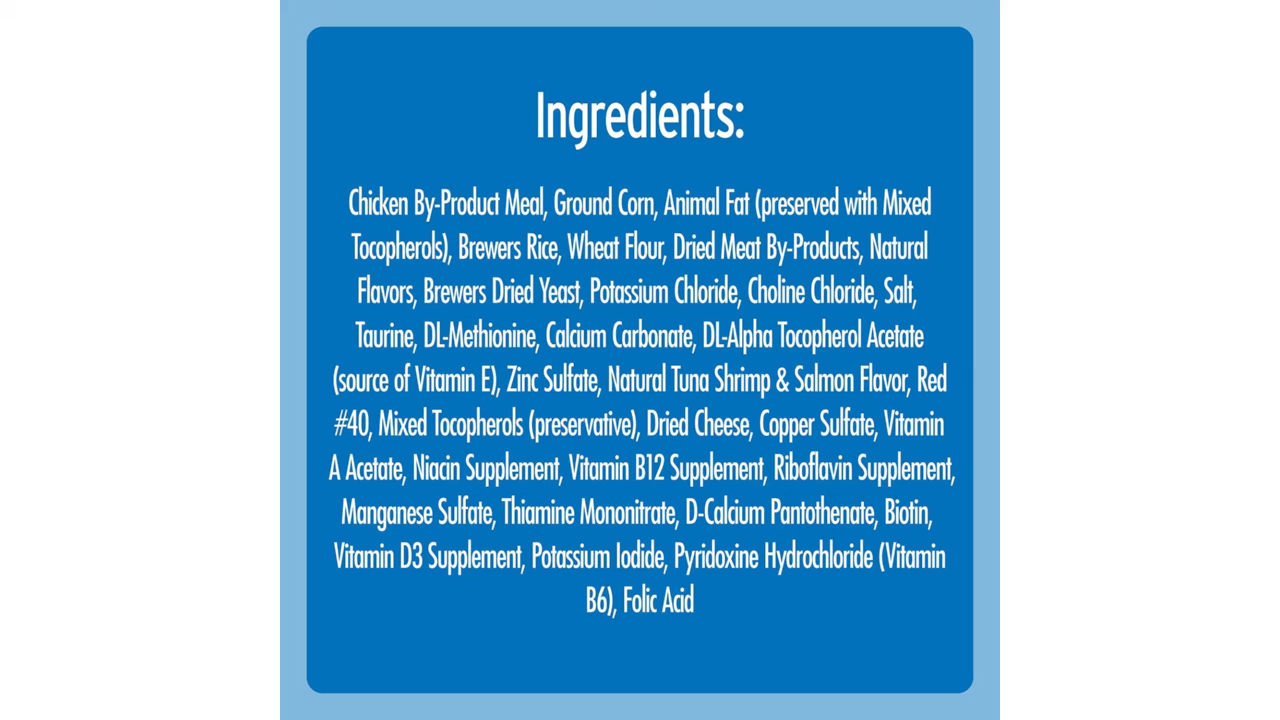 Ingredients:
Chicken By-Product Meal, Ground Corn, Animal Fat (preserved with Mixed
Tocopherols), Brewers Rice, Wheat Flour, Dried Meat By-Products, Natural
Flavors, Brewers Dried Yeast, Potassium Chloride, Choline Chloride, Salt,
Taurine, DL-Methionine, Calcium Carbonate, DL-Alpha Tocopherol Acetate
(source of Vitamin E), Zinc Sulfate, Natural Tuna Shrimp & Salmon Flavor, Red
#40, Mixed Tocopherols (preservative), Dried Cheese, Copper Sulfate, Vitamin
A Acetate, Niacin Supplement, Vitamin B12 Supplement, Riboflavin Supplement,
Manganese Sulfate, Thiamine Mononitrate, D-Calcium Pantothenate, Biotin,
Vitamin D3 Supplement, Potassium Iodide, Pyridoxine Hydrochloride (Vitamin
B6), Folic Acid